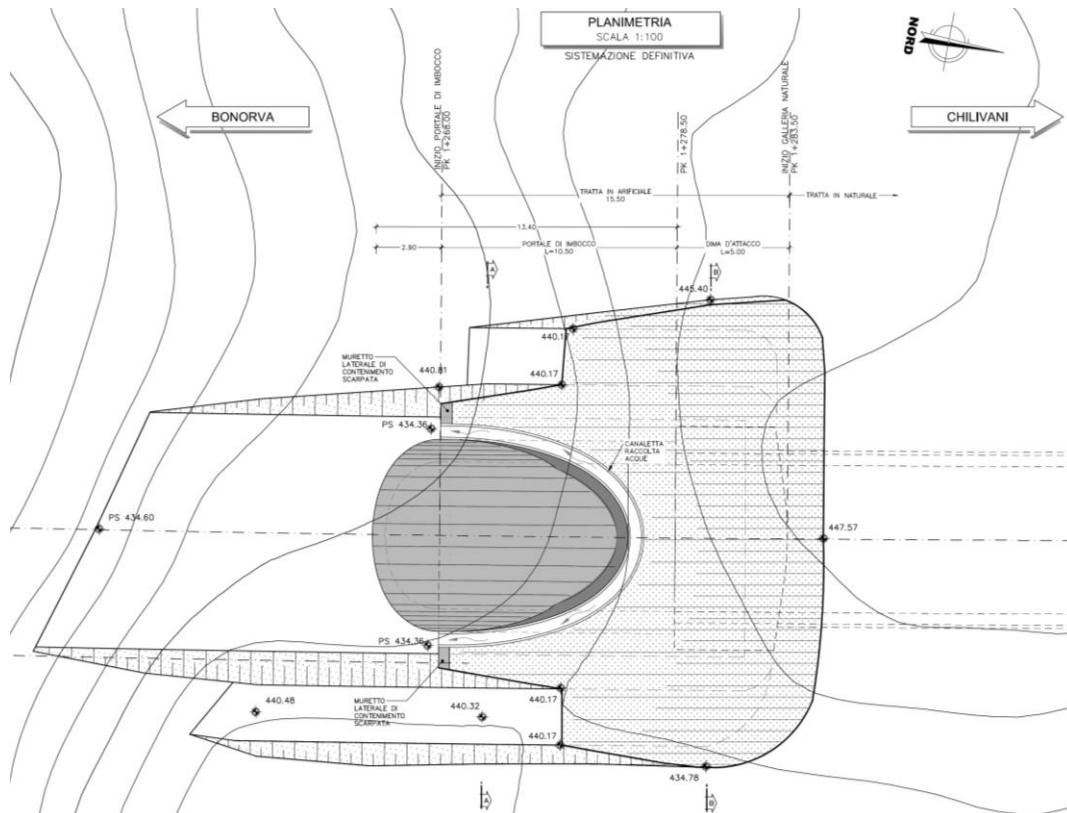 PLANIMETRIA
SCALA 1:100
SISTEMAZIONE DEFINITIVA
NORD
BONORVA
CHILIVANI
INIZIO PORTALE DI IMBOCCO
PK 1+268.00
PK 1+278.50
INIZIO GALLERIA NATURALE
PK 1+283.50
TRATTA IN ARIFICIALE
15.50
TRATTA IN NATURALE
13.40
2.90
PORTALE DI IMBOCCO
L=10.50
DIMA D'ATTACCO
L=5.00
A
B
445.40
440.17
MURETTO
LATERALE DI
CONTENIMENTO
SCARPATA
440.81
440.17
PS 434.36
CANALETTA
RACCOLTA
ACQUE
PS 434.60
447.57
PS 434.36
440.17
440.48
MURETTO
LATERALE DI
CONTENIMENTO
SCARPATA
440.32
440.17
434.78
A
B